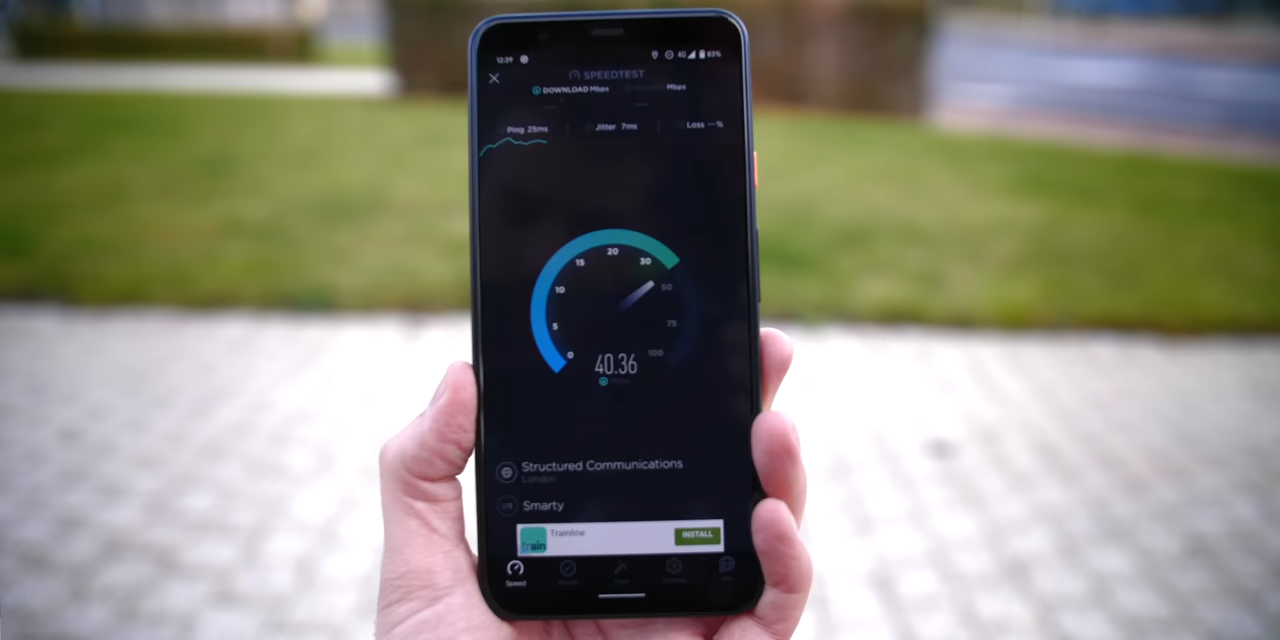 12:39 4G 83%
SPEEDTEST
DOWNLOAD Mbps Mbps
Ping 25ms Jitter 7ms Loss --%
20
15 30
10 50
5 75
0 100
40.36
Structured Communications
London
LTE Smarty
Trainline
train INSTALL
Speed